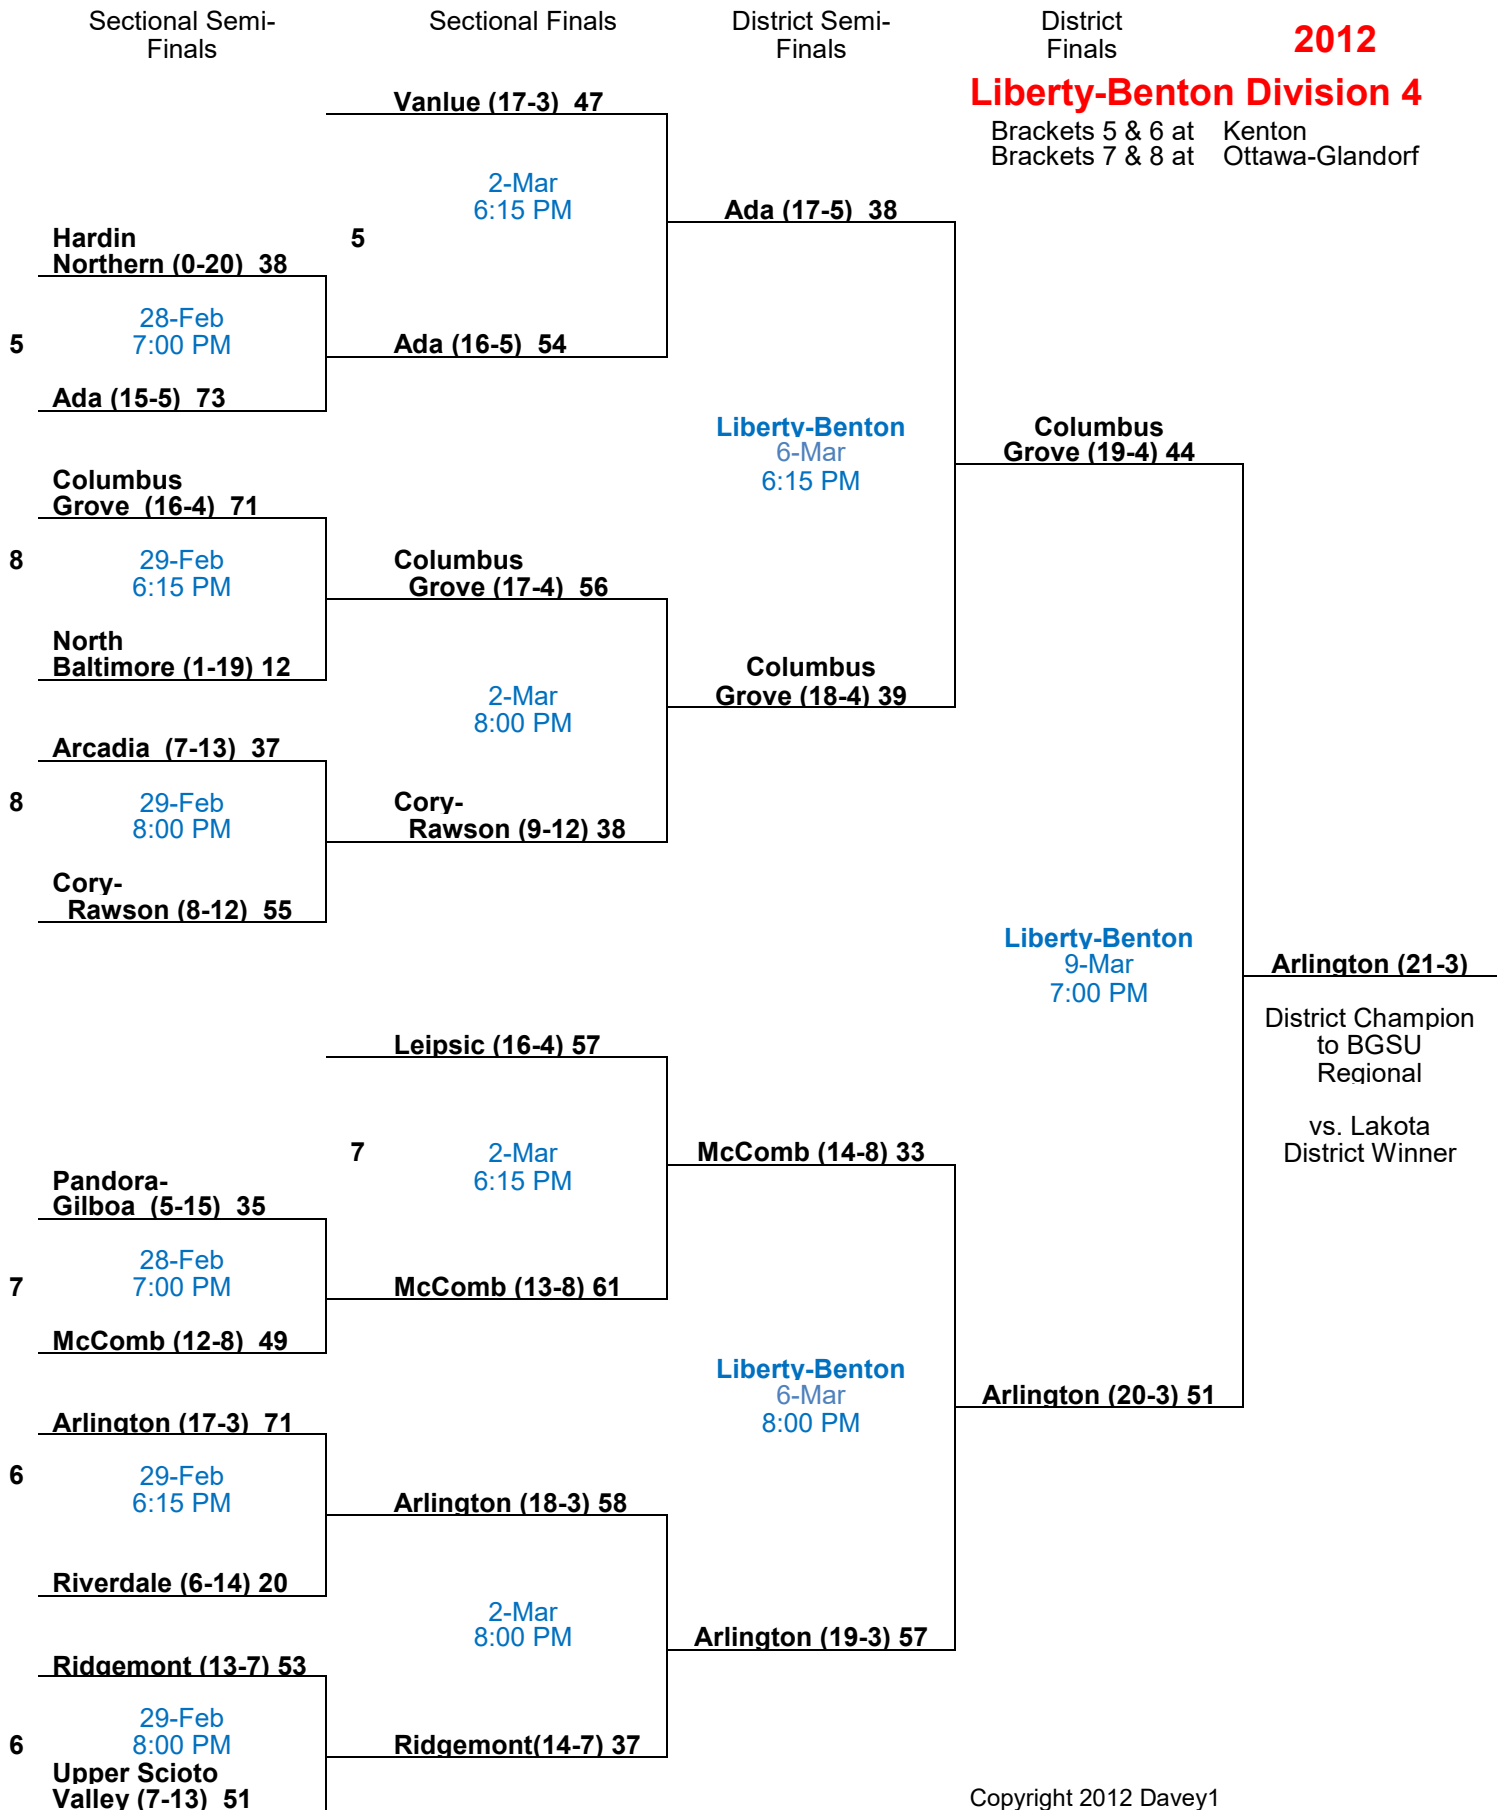 Sectional Semi-
Finals
Sectional Finals
District Semi-
Finals
District
Finals
2012
Liberty-Benton Division 4
Brackets 5 & 6 at Kenton
Brackets 7 & 8 at Ottawa-Glandorf
Vanlue (17-3) 47
2-Mar
6:15 PM
Ada (17-5) 38
Hardin
Northern (0-20) 38
5
28-Feb
7:00 PM
5
Ada (16-5) 54
Ada (15-5) 73
Liberty-Benton
6-Mar
6:15 PM
Columbus
Grove (19-4) 44
Columbus
Grove (16-4) 71
8
29-Feb
6:15 PM
Columbus
Grove (17-4) 56
North
Baltimore (1-19) 12
Columbus
Grove (18-4) 39
2-Mar
8:00 PM
Arcadia (7-13) 37
8
29-Feb
8:00 PM
Cory-
Rawson (9-12) 38
Cory-
Rawson (8-12) 55
Liberty-Benton
9-Mar
7:00 PM
Arlington (21-3)
District Champion
to BGSU
Regional
vs. Lakota
District Winner
Leipsic (16-4) 57
7
2-Mar
6:15 PM
McComb (14-8) 33
Pandora-
Gilboa (5-15) 35
28-Feb
7:00 PM
7
McComb (13-8) 61
McComb (12-8) 49
Liberty-Benton
6-Mar
8:00 PM
Arlington (20-3) 51
Arlington (17-3) 71
6
29-Feb
6:15 PM
Arlington (18-3) 58
Riverdale (6-14) 20
2-Mar
8:00 PM
Arlington (19-3) 57
Ridgemont (13-7) 53
29-Feb
8:00 PM
6
Ridgemont(14-7) 37
Upper Scioto
Valley (7-13) 51
Copyright 2012 Davey1